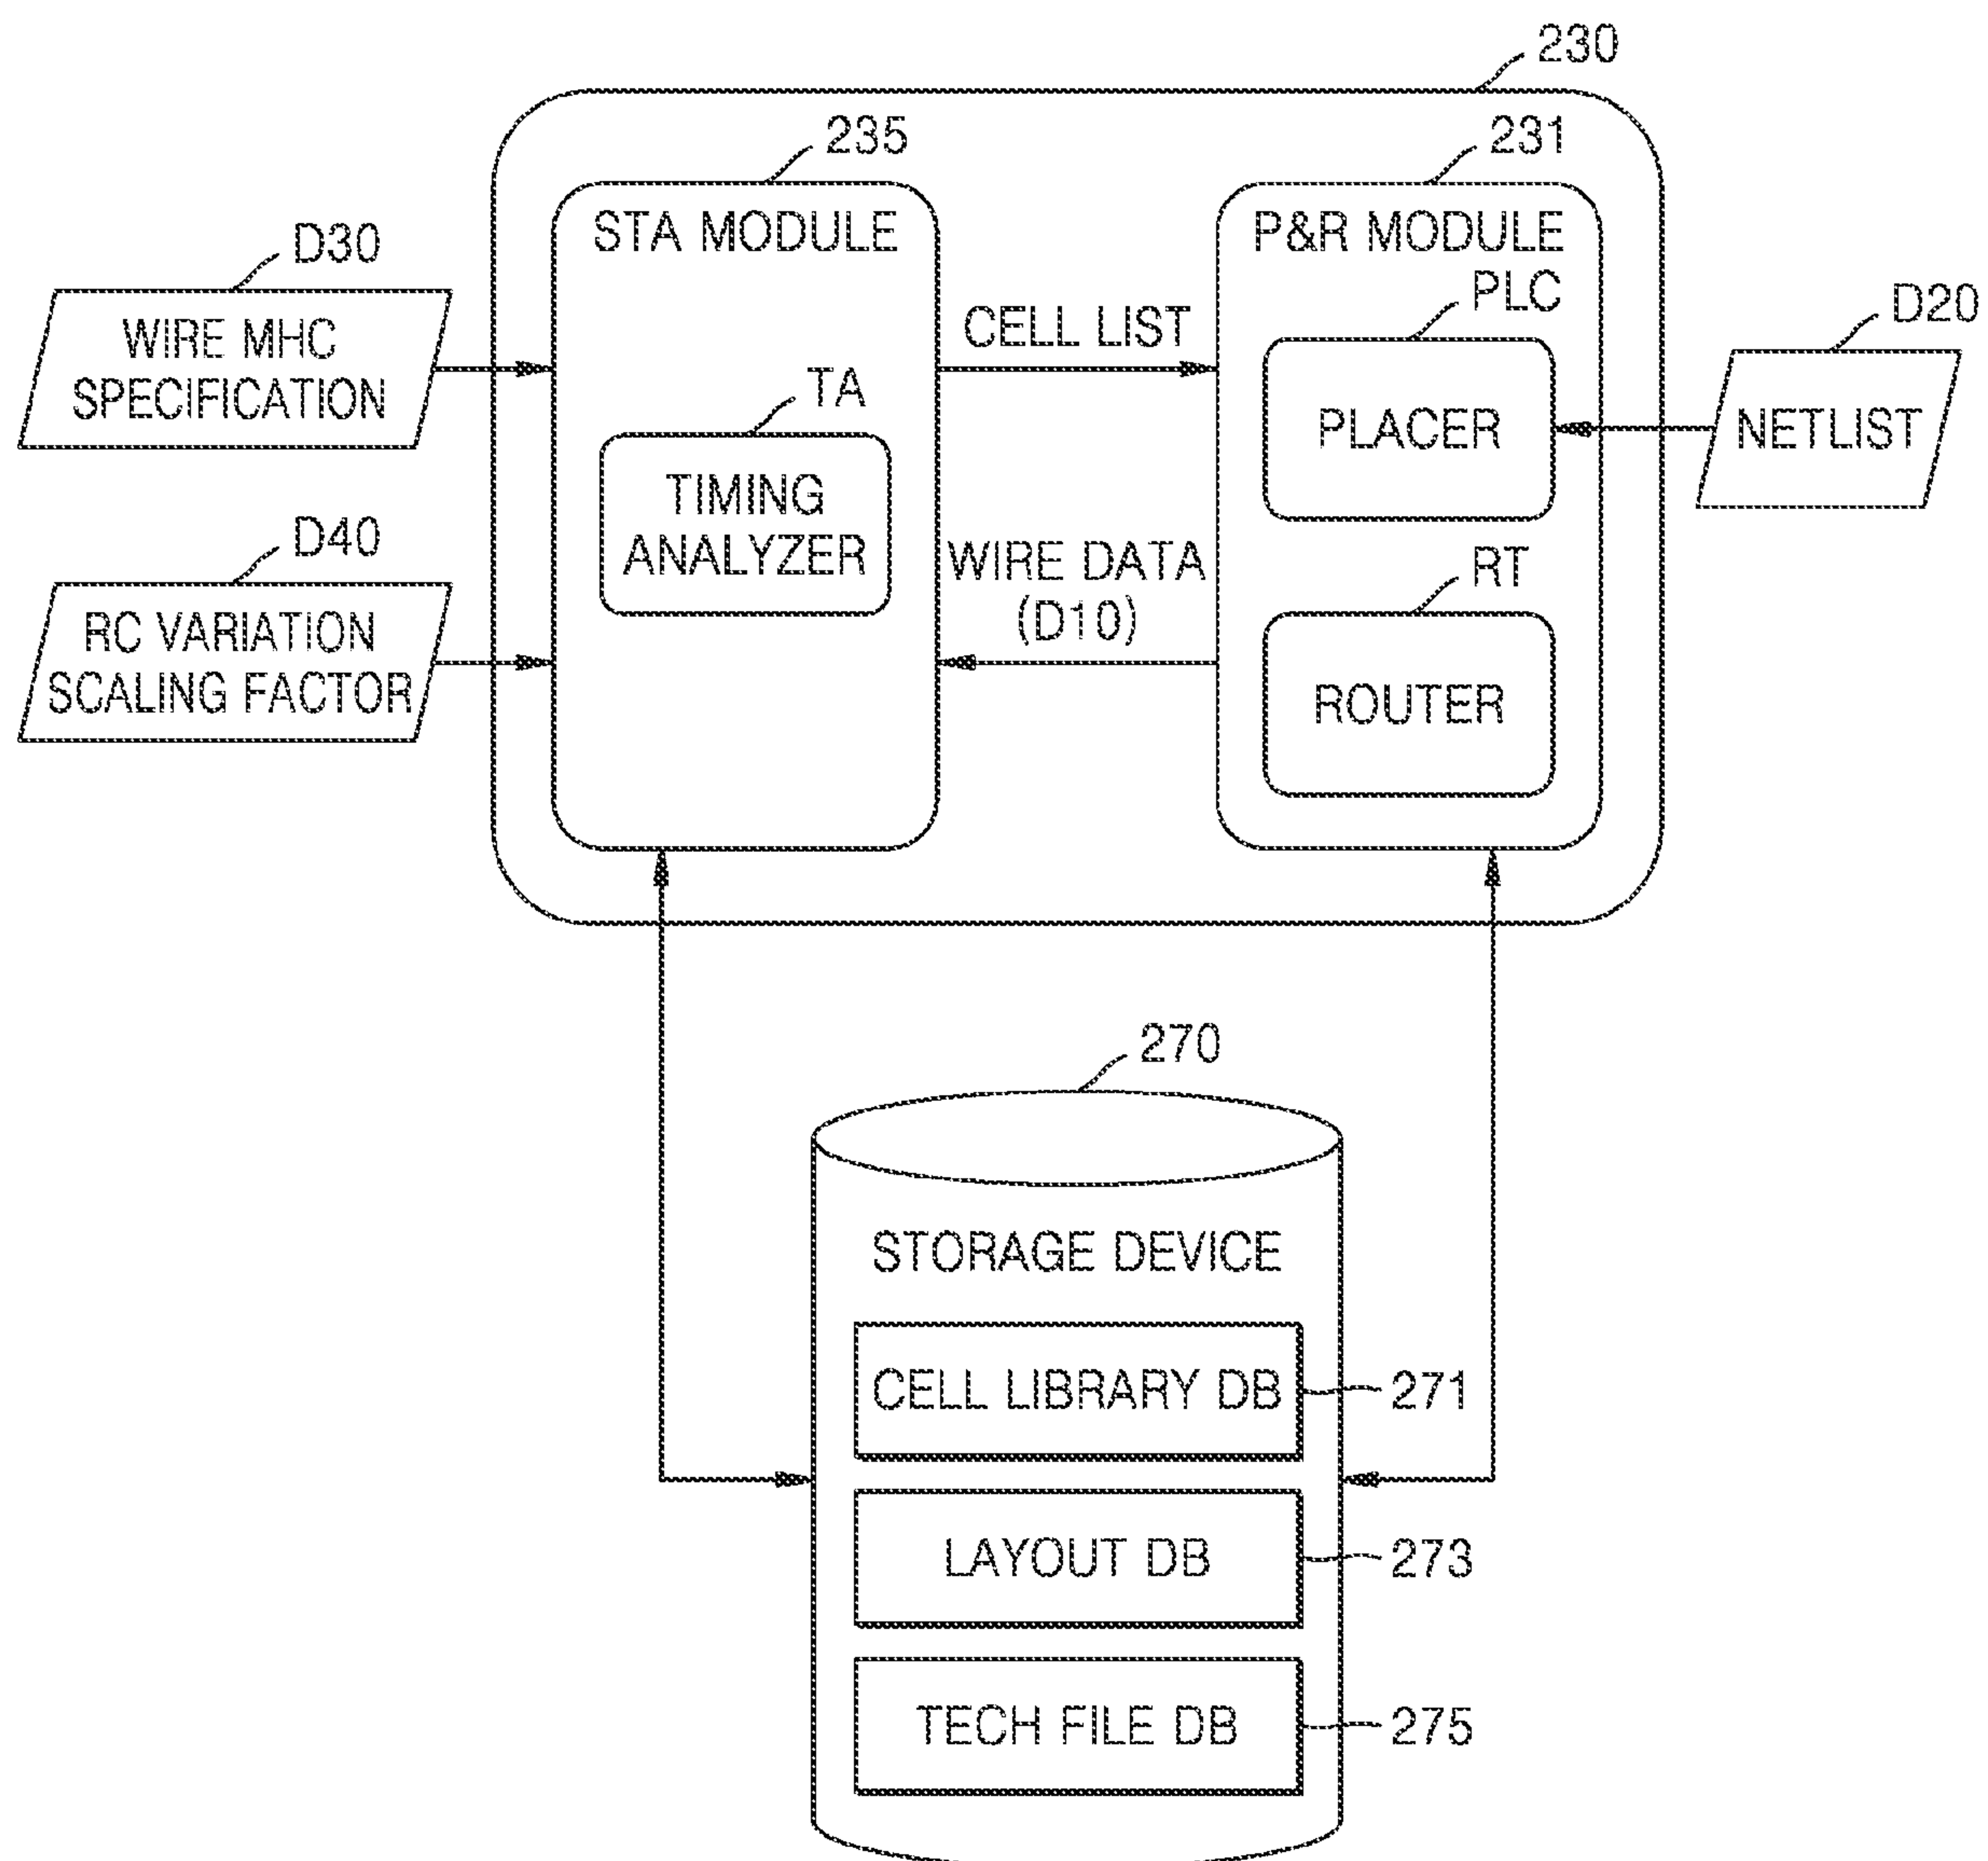 230
235
231
STA MODULE
P&R MODULE
D30
PLC
D20
WIRE MHC
SPECIFICATION
CELL LIST
TA
PLACER
NETLIST
TIMING
ANALYZER
D40
WIRE DATA
(D10)
RT
RC VARIATION
SCALING FACTOR
ROUTER
270
STORAGE DEVICE
CELL LIBRARY DB
271
LAYOUT DB
273
TECH FILE DB
275